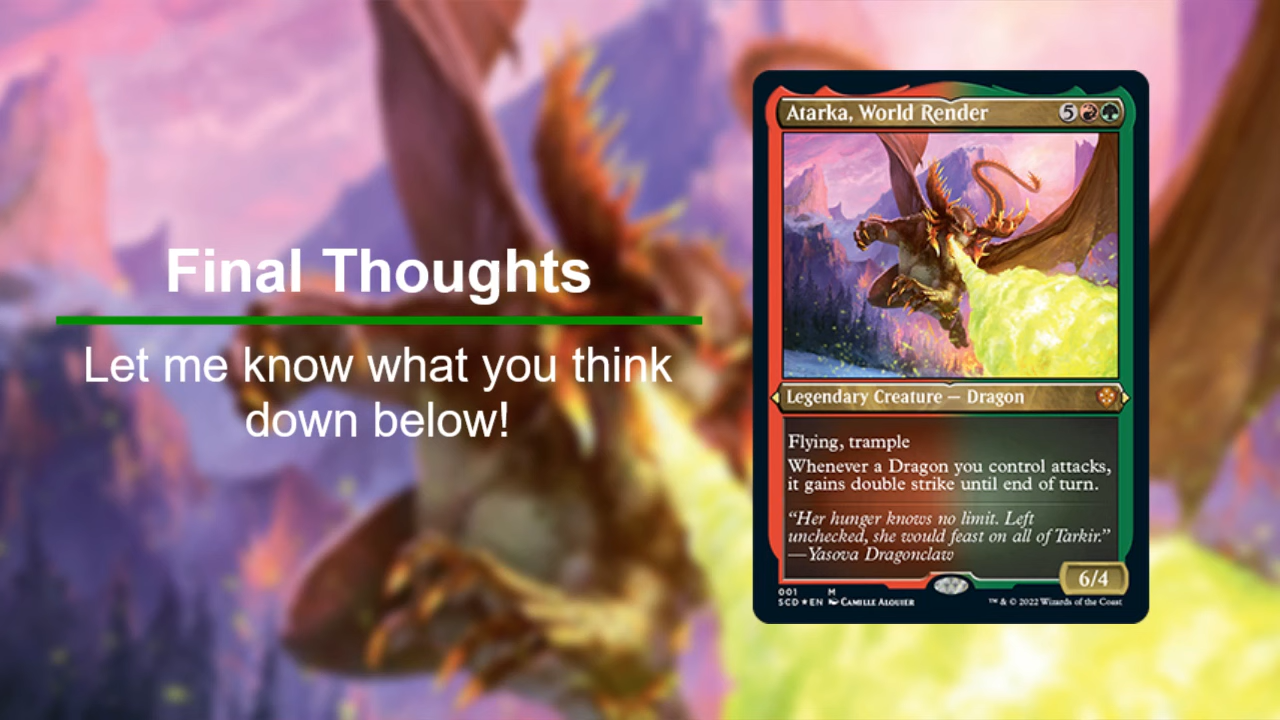 Final Thoughts
Let me know what you think
down below!
Atarka, World Render 5
Legendary Creature — Dragon
Flying, trample
Whenever a Dragon you control attacks,
it gains double strike until end of turn.
“Her hunger knows no limit. Left
unchecked, she would feast on all of Tarkir.”
—Yasova Dragonclaw
6/4
001 M
SCD★EN Camille Alquier
™ & © 2022 Wizards of the Coast